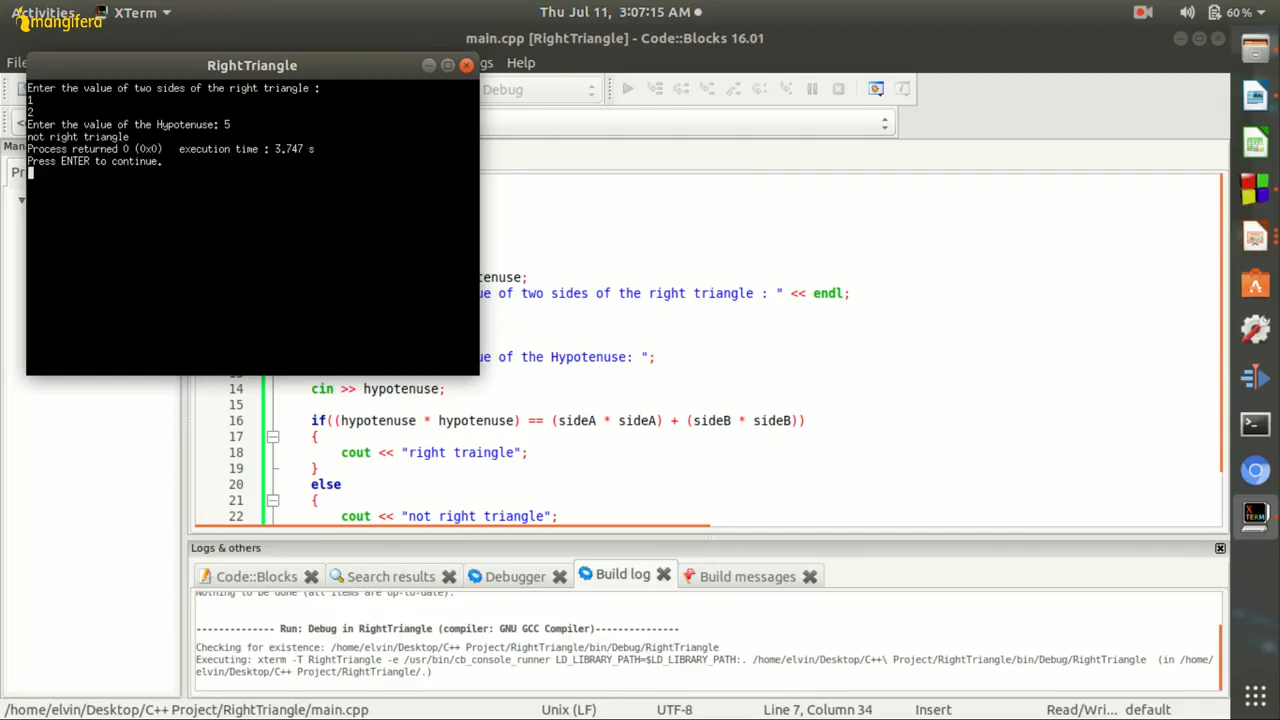 Activities
XTerm
Thu Jul 11, 3:07:15 AM
60 %
mangifera
main.cpp [RightTriangle] - Code::Blocks 16.01
Help
RightTriangle
Enter the value of two sides of the right triangle :
1
2
Enter the value of the Hypotenuse: 5
not right triangle
Process returned 0 (0x0)   execution time : 3.747 s
Press ENTER to continue.
Debug
tenuse;
ue of two sides of the right triangle : " << endl;
ue of the Hypotenuse: ";
14 cin >> hypotenuse;
15
16 if((hypotenuse * hypotenuse) == (sideA * sideA) + (sideB * sideB))
17 {
18 cout << "right traingle";
19 }
20 else
21 {
22 cout << "not right triangle";
Logs & others
Code::Blocks
Search results
Debugger
Build log
Build messages
Nothing to be done (all items are up-to-date).
------------- Run: Debug in RightTriangle (compiler: GNU GCC Compiler)---------------
Checking for existence: /home/elvin/Desktop/C++ Project/RightTriangle/bin/Debug/RightTriangle
Executing: xterm -T RightTriangle -e /usr/bin/cb_console_runner LD_LIBRARY_PATH=$LD_LIBRARY_PATH:. /home/elvin/Desktop/C++\ Project/RightTriangle/bin/Debug/RightTriangle  (in /home/elvin/Desktop/C++ Project/RightTriangle/.)
/home/elvin/Desktop/C++ Project/RightTriangle/main.cpp
Unix (LF)
UTF-8
Line 7, Column 34
Insert
Read/Wri...
default